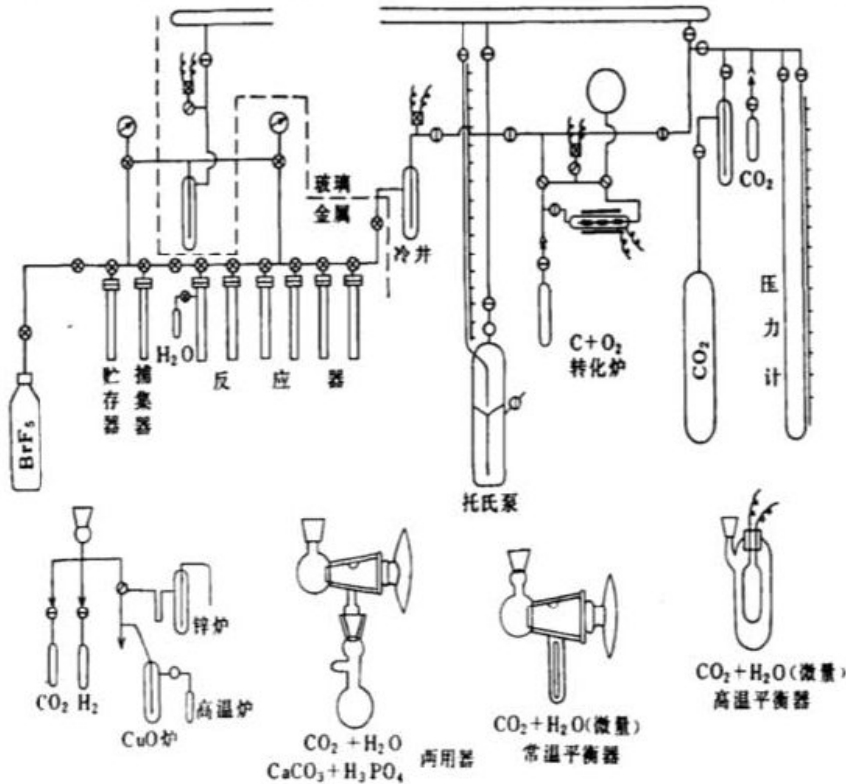 玻璃
金属
冷井
CO₂
H₂O
贮存器
捕集器
反应器
BrF₅
C+O₂
转化炉
托氏泵
CO₂
压力计
锌炉
CO₂ H₂
CuO炉
高温炉
CO₂+H₂O
CaCO₃+H₃PO₄
两用器
CO₂+H₂O(微量)
常温平衡器
CO₂+H₂O(微量)
高温平衡器